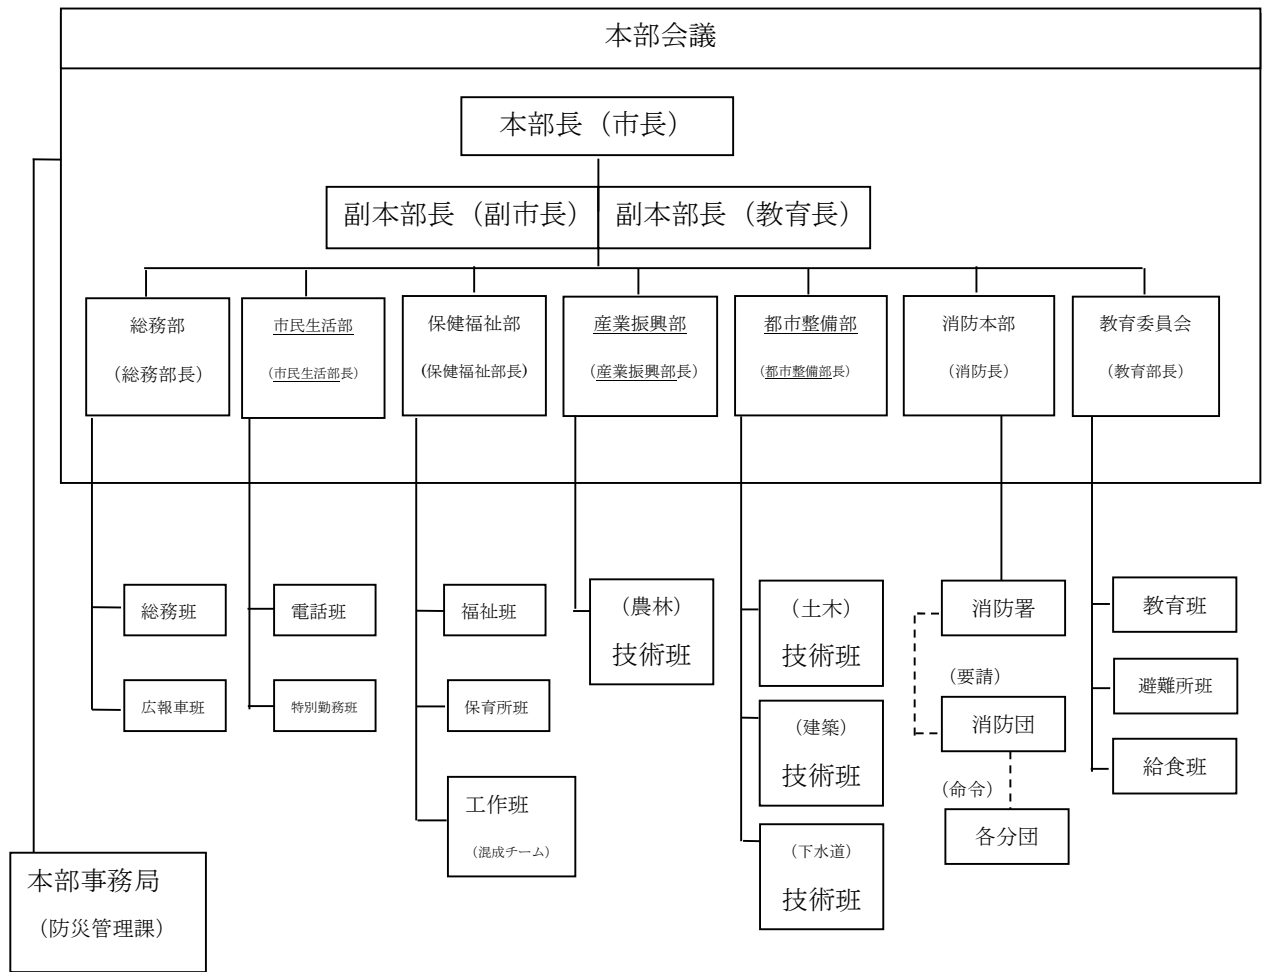 本部会議
本部長（市長）
副本部長（副市長）
副本部長（教育長）
総務部
（総務部長）
市民生活部
（市民生活部長）
保健福祉部
(保健福祉部長)
産業振興部
（産業振興部長）
都市整備部
（都市整備部長）
消防本部
（消防長）
教育委員会
（教育部長）
総務班
広報車班
電話班
特別勤務班
福祉班
保育所班
工作班
（混成チーム）
（農林）
技術班
（土木）
技術班
（建築）
技術班
（下水道）
技術班
消防署
（要請）
消防団
（命令）
各分団
教育班
避難所班
給食班
本部事務局
（防災管理課）